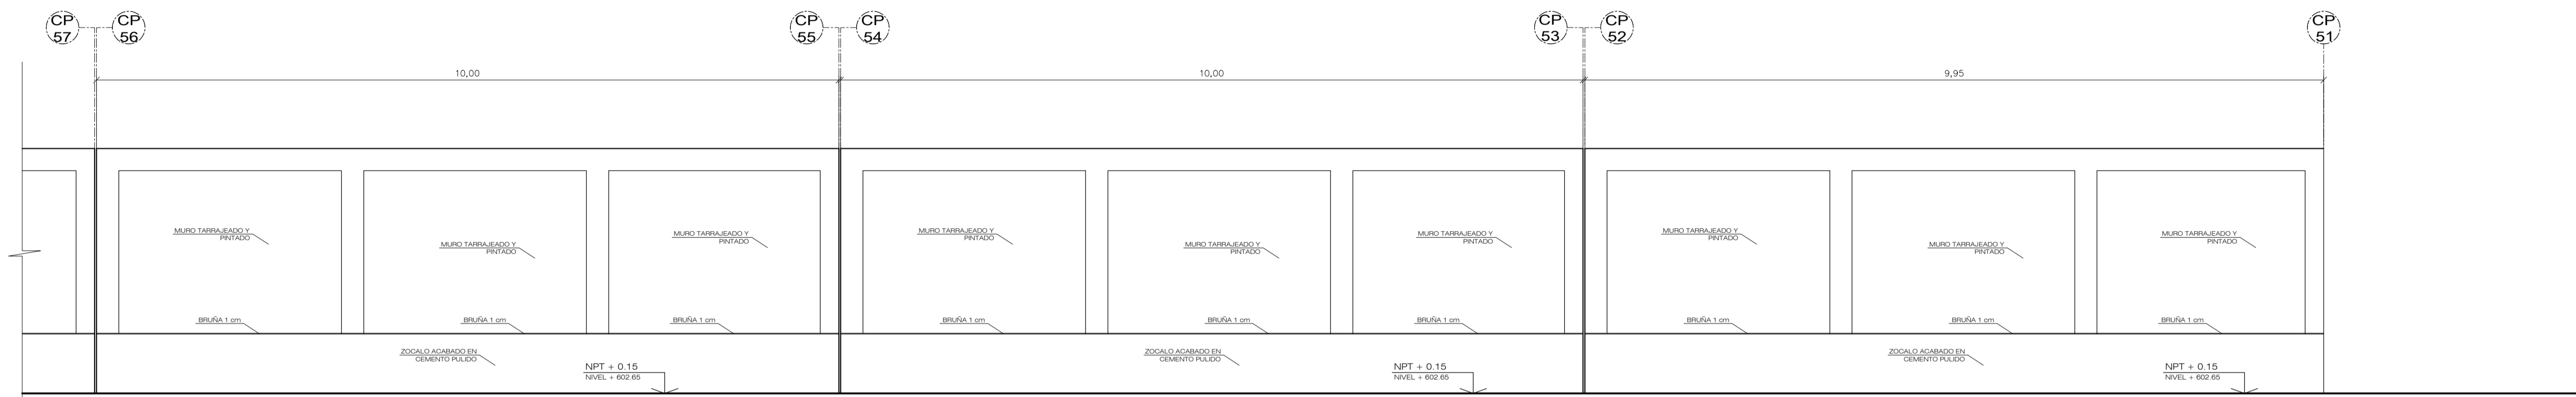 CP
57
CP
56
CP
55
CP
54
CP
53
CP
52
CP
51
10,00
10,00
9,95
MURO TARRAJEADO Y
PINTADO
MURO TARRAJEADO Y
PINTADO
MURO TARRAJEADO Y
PINTADO
MURO TARRAJEADO Y
PINTADO
MURO TARRAJEADO Y
PINTADO
MURO TARRAJEADO Y
PINTADO
MURO TARRAJEADO Y
PINTADO
MURO TARRAJEADO Y
PINTADO
MURO TARRAJEADO Y
PINTADO
BRUÑA 1 cm
BRUÑA 1 cm
BRUÑA 1 cm
BRUÑA 1 cm
BRUÑA 1 cm
BRUÑA 1 cm
BRUÑA 1 cm
BRUÑA 1 cm
BRUÑA 1 cm
ZOCALO ACABADO EN
CEMENTO PULIDO
NPT + 0.15
NIVEL + 602.65
ZOCALO ACABADO EN
CEMENTO PULIDO
NPT + 0.15
NIVEL + 602.65
ZOCALO ACABADO EN
CEMENTO PULIDO
NPT + 0.15
NIVEL + 602.65